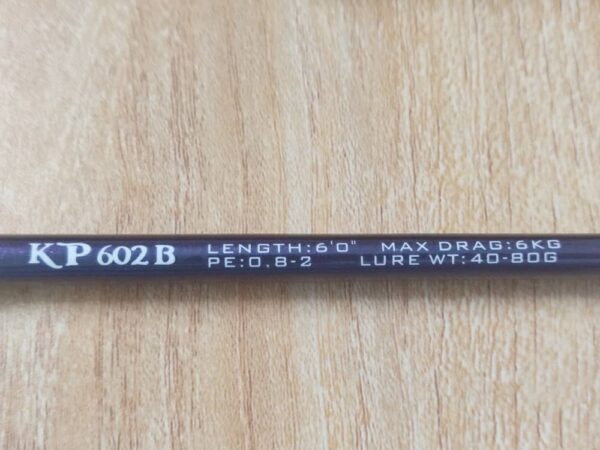 KP 602 B
LENGTH:6'0" MAX DRAG:6KG
PE:0.8-2 LURE WT:40-80G